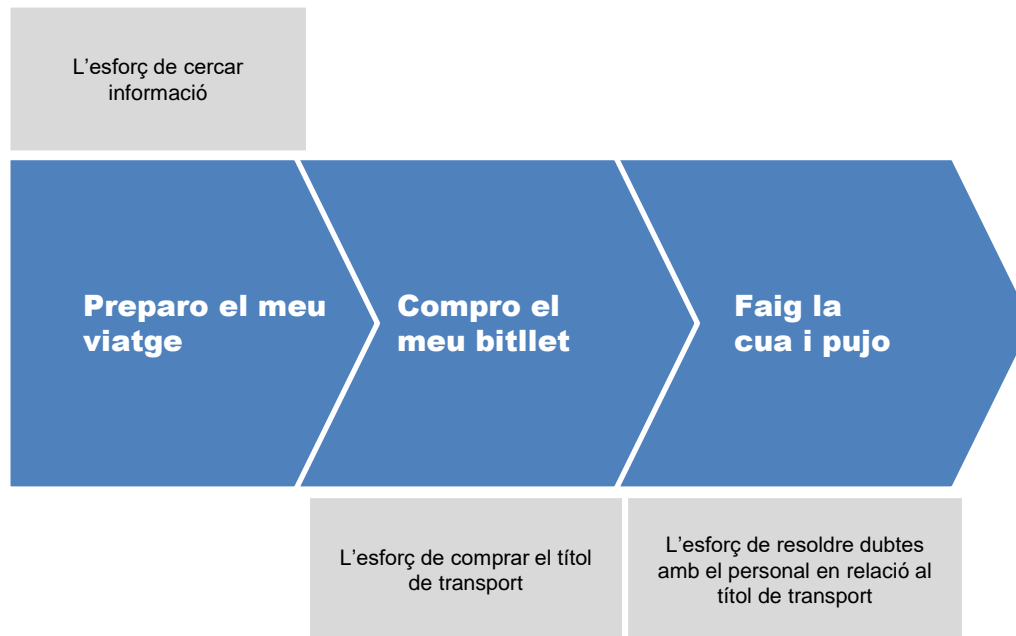 L’esforç de cercar
informació
Preparo el meu
viatge
Compro el
meu bitllet
Faig la
cua i pujo
L’esforç de comprar el títol
de transport
L’esforç de resoldre dubtes
amb el personal en relació al
títol de transport